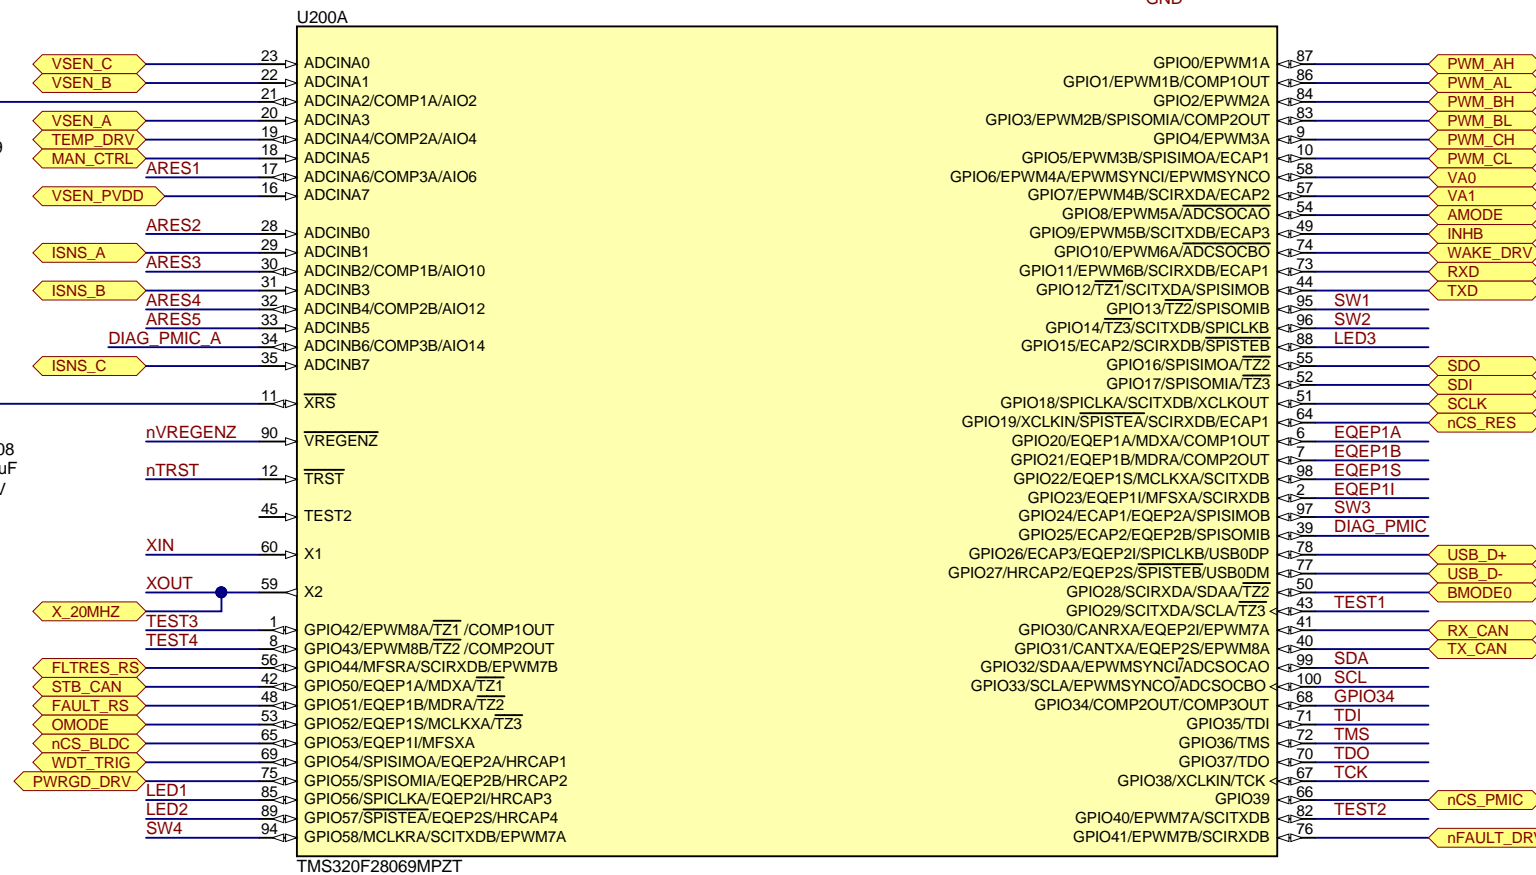 GND
U200A
VSEN_C 23 ADCINA0 GPIO0/EPWM1A 87 PWM_AH
VSEN_B 22 ADCINA1 GPIO1/EPWM1B/COMP1OUT 86 PWM_AL
21 ADCINA2/COMP1A/AIO2 GPIO2/EPWM2A 84 PWM_BH
VSEN_A 20 ADCINA3 GPIO3/EPWM2B/SPISOMIA/COMP2OUT 83 PWM_BL
TEMP_DRV 19 ADCINA4/COMP2A/AIO4 GPIO4/EPWM3A 9 PWM_CH
MAN_CTRL 18 ADCINA5 GPIO5/EPWM3B/SPISIMOA/ECAP1 10 PWM_CL
ARES1 17 ADCINA6/COMP3A/AIO6 GPIO6/EPWM4A/EPWMSYNCI/EPWMSYNCO 58 VA0
VSEN_PVDD 16 ADCINA7 GPIO7/EPWM4B/SCIRXDA/ECAP2 57 VA1
GPIO8/EPWM5A/ADCSOCAO 54 AMODE
ARES2 28 ADCINB0 GPIO9/EPWM5B/SCITXDB/ECAP3 49 INHB
ISNS_A 29 ADCINB1 GPIO10/EPWM6A/ADCSOCBO 74 WAKE_DRV
ARES3 30 ADCINB2/COMP1B/AIO10 GPIO11/EPWM6B/SCIRXDB/ECAP1 73 RXD
ISNS_B 31 ADCINB3 GPIO12/TZ1/SCITXDA/SPISIMOB 44 TXD
ARES4 32 ADCINB4/COMP2B/AIO12 GPIO13/TZ2/SPISOMIB 95 SW1
ARES5 33 ADCINB5 GPIO14/TZ3/SCITXDB/SPICLKB 96 SW2
DIAG_PMIC_A 34 ADCINB6/COMP3B/AIO14 GPIO15/ECAP2/SCIRXDB/SPISTEB 88 LED3
ISNS_C 35 ADCINB7 GPIO16/SPISIMOA/TZ2 55 SDO
GPIO17/SPISOMIA/TZ3 52 SDI
11 XRS GPIO18/SPICLKA/SCITXDB/XCLKOUT 51 SCLK
GPIO19/XCLKIN/SPISTEA/SCIRXDB/ECAP1 64 nCS_RES
nVREGENZ 90 VREGENZ GPIO20/EQEP1A/MDXA/COMP1OUT 6 EQEP1A
GPIO21/EQEP1B/MDRA/COMP2OUT 7 EQEP1B
nTRST 12 TRST GPIO22/EQEP1S/MCLKXA/SCITXDB 98 EQEP1S
GPIO23/EQEP1I/MFSXA/SCIRXDB 2 EQEP1I
45 TEST2 GPIO24/ECAP1/EQEP2A/SPISIMOB 97 SW3
GPIO25/ECAP2/EQEP2B/SPISOMIB 39 DIAG_PMIC
XIN 60 X1 GPIO26/ECAP3/EQEP2I/SPICLKB/USB0DP 78 USB_D+
GPIO27/HRCAP2/EQEP2S/SPISTEB/USB0DM 77 USB_D-
XOUT 59 X2 GPIO28/SCIRXDA/SDAA/TZ2 50 BMODE0
X_20MHZ GPIO29/SCITXDA/SCLA/TZ3 43 TEST1
TEST3 1 GPIO42/EPWM8A/TZ1 /COMP1OUT GPIO30/CANRXA/EQEP2I/EPWM7A 41 RX_CAN
TEST4 8 GPIO43/EPWM8B/TZ2 /COMP2OUT GPIO31/CANTXA/EQEP2S/EPWM8A 40 TX_CAN
FLTRES_RS 56 GPIO44/MFSRA/SCIRXDB/EPWM7B GPIO32/SDAA/EPWMSYNCI/ADCSOCAO 99 SDA
STB_CAN 42 GPIO50/EQEP1A/MDXA/TZ1 GPIO33/SCLA/EPWMSYNCO/ADCSOCBO 100 SCL
FAULT_RS 48 GPIO51/EQEP1B/MDRA/TZ2 GPIO34/COMP2OUT/COMP3OUT 68 GPIO34
OMODE 53 GPIO52/EQEP1S/MCLKXA/TZ3 GPIO35/TDI 71 TDI
nCS_BLDC 65 GPIO53/EQEP1I/MFSXA GPIO36/TMS 72 TMS
WDT_TRIG 69 GPIO54/SPISIMOA/EQEP2A/HRCAP1 GPIO37/TDO 70 TDO
PWRGD_DRV 75 GPIO55/SPISOMIA/EQEP2B/HRCAP2 GPIO38/XCLKIN/TCK 67 TCK
LED1 85 GPIO56/SPICLKA/EQEP2I/HRCAP3 GPIO39 66 nCS_PMIC
LED2 89 GPIO57/SPISTEA/EQEP2S/HRCAP4 GPIO40/EPWM7A/SCITXDB 82 TEST2
SW4 94 GPIO58/MCLKRA/SCITXDB/EPWM7A GPIO41/EPWM7B/SCIRXDB 76 nFAULT_DRV
TMS320F28069MPZT